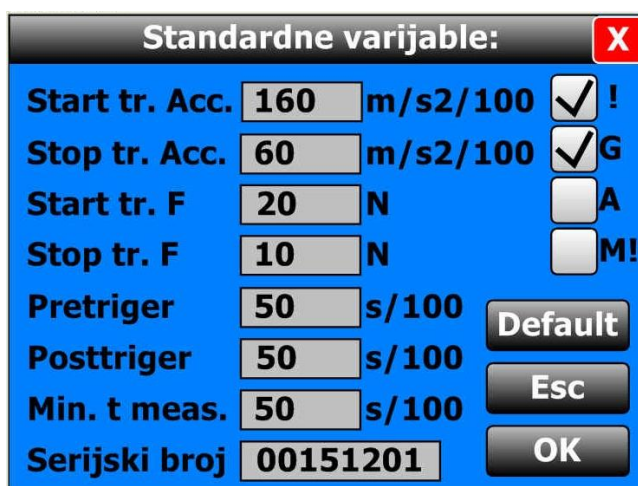 Standardne varijable: X
Start tr. Acc. 160 m/s2/100 !
Stop tr. Acc. 60 m/s2/100 G
Start tr. F 20 N A
Stop tr. F 10 N M!
Pretriger 50 s/100
Default
Posttriger 50 s/100
Esc
Min. t meas. 50 s/100
Serijski broj 00151201 OK